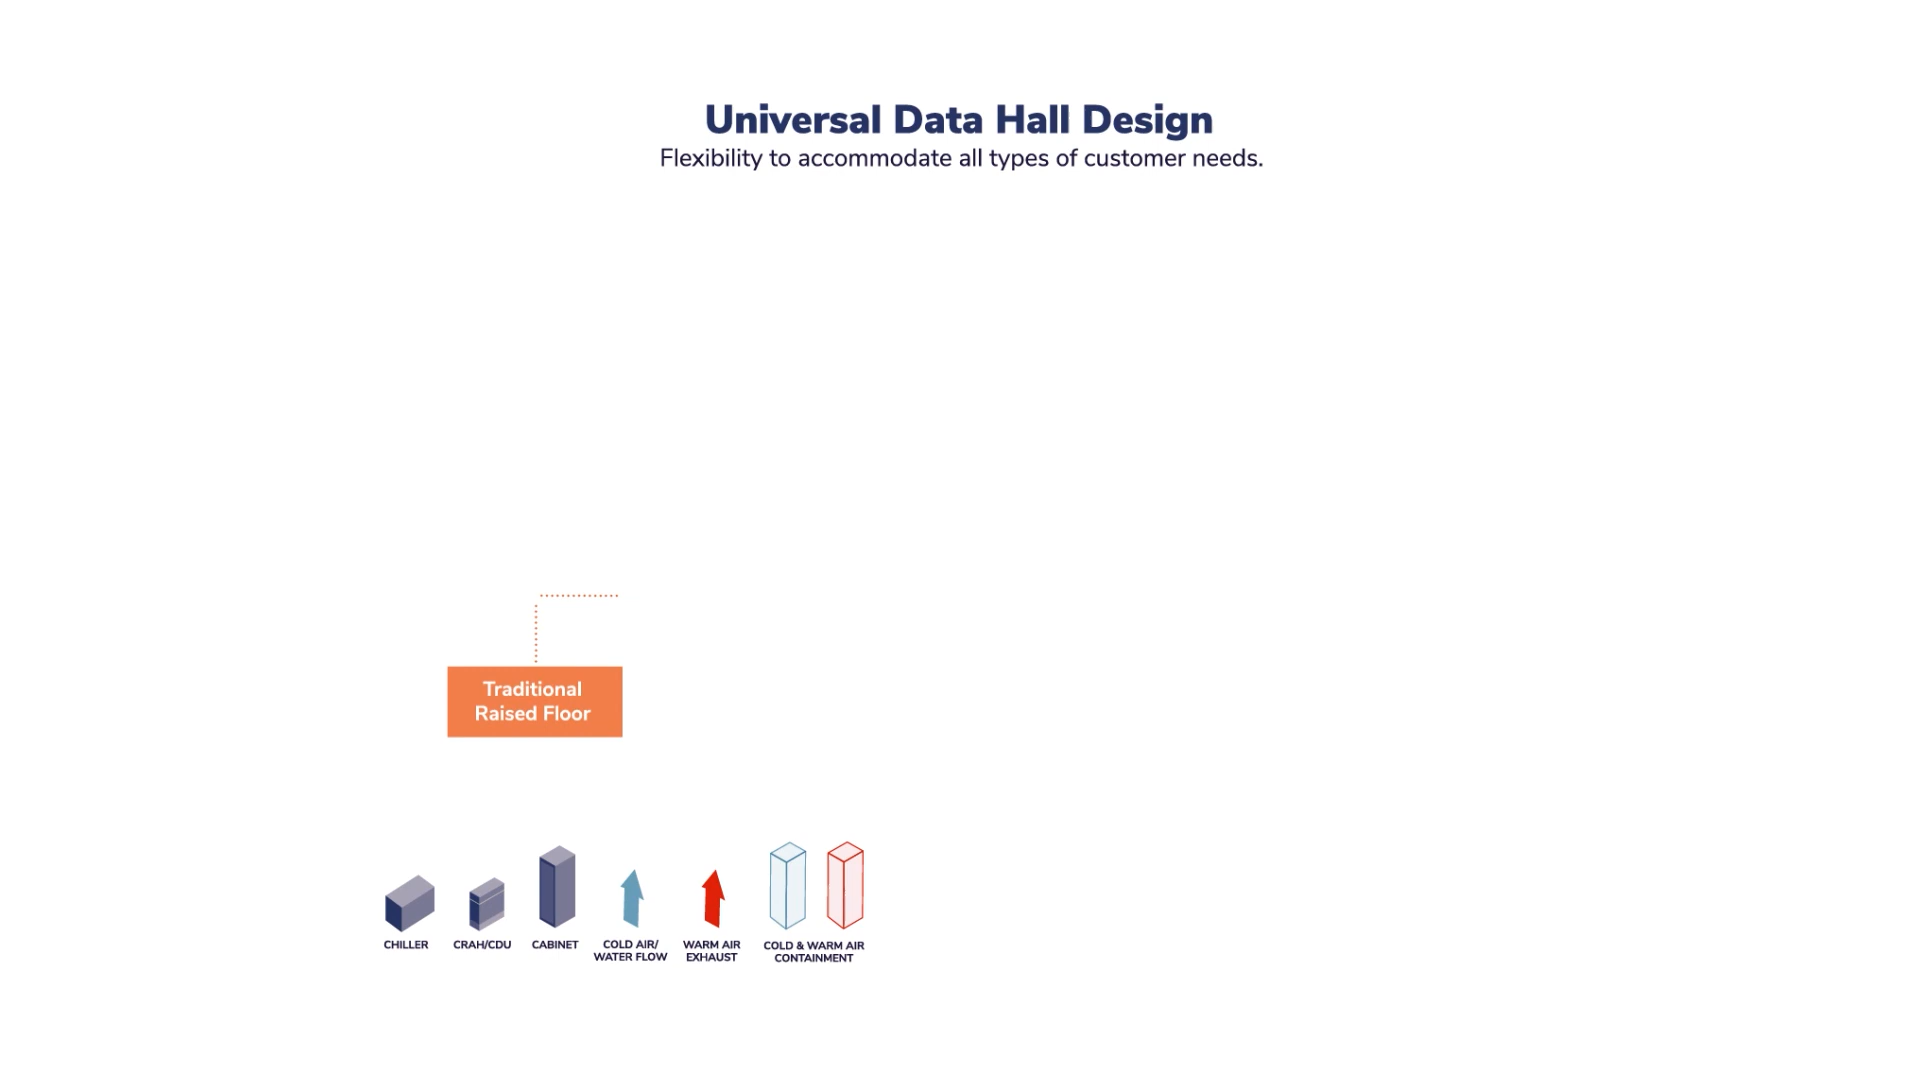 Universal Data Hall Design
Flexibility to accommodate all types of customer needs.
Traditional
Raised Floor
CHILLER
CRAH/CDU
CABINET
COLD AIR/
WATER FLOW
WARM AIR
EXHAUST
COLD & WARM AIR
CONTAINMENT